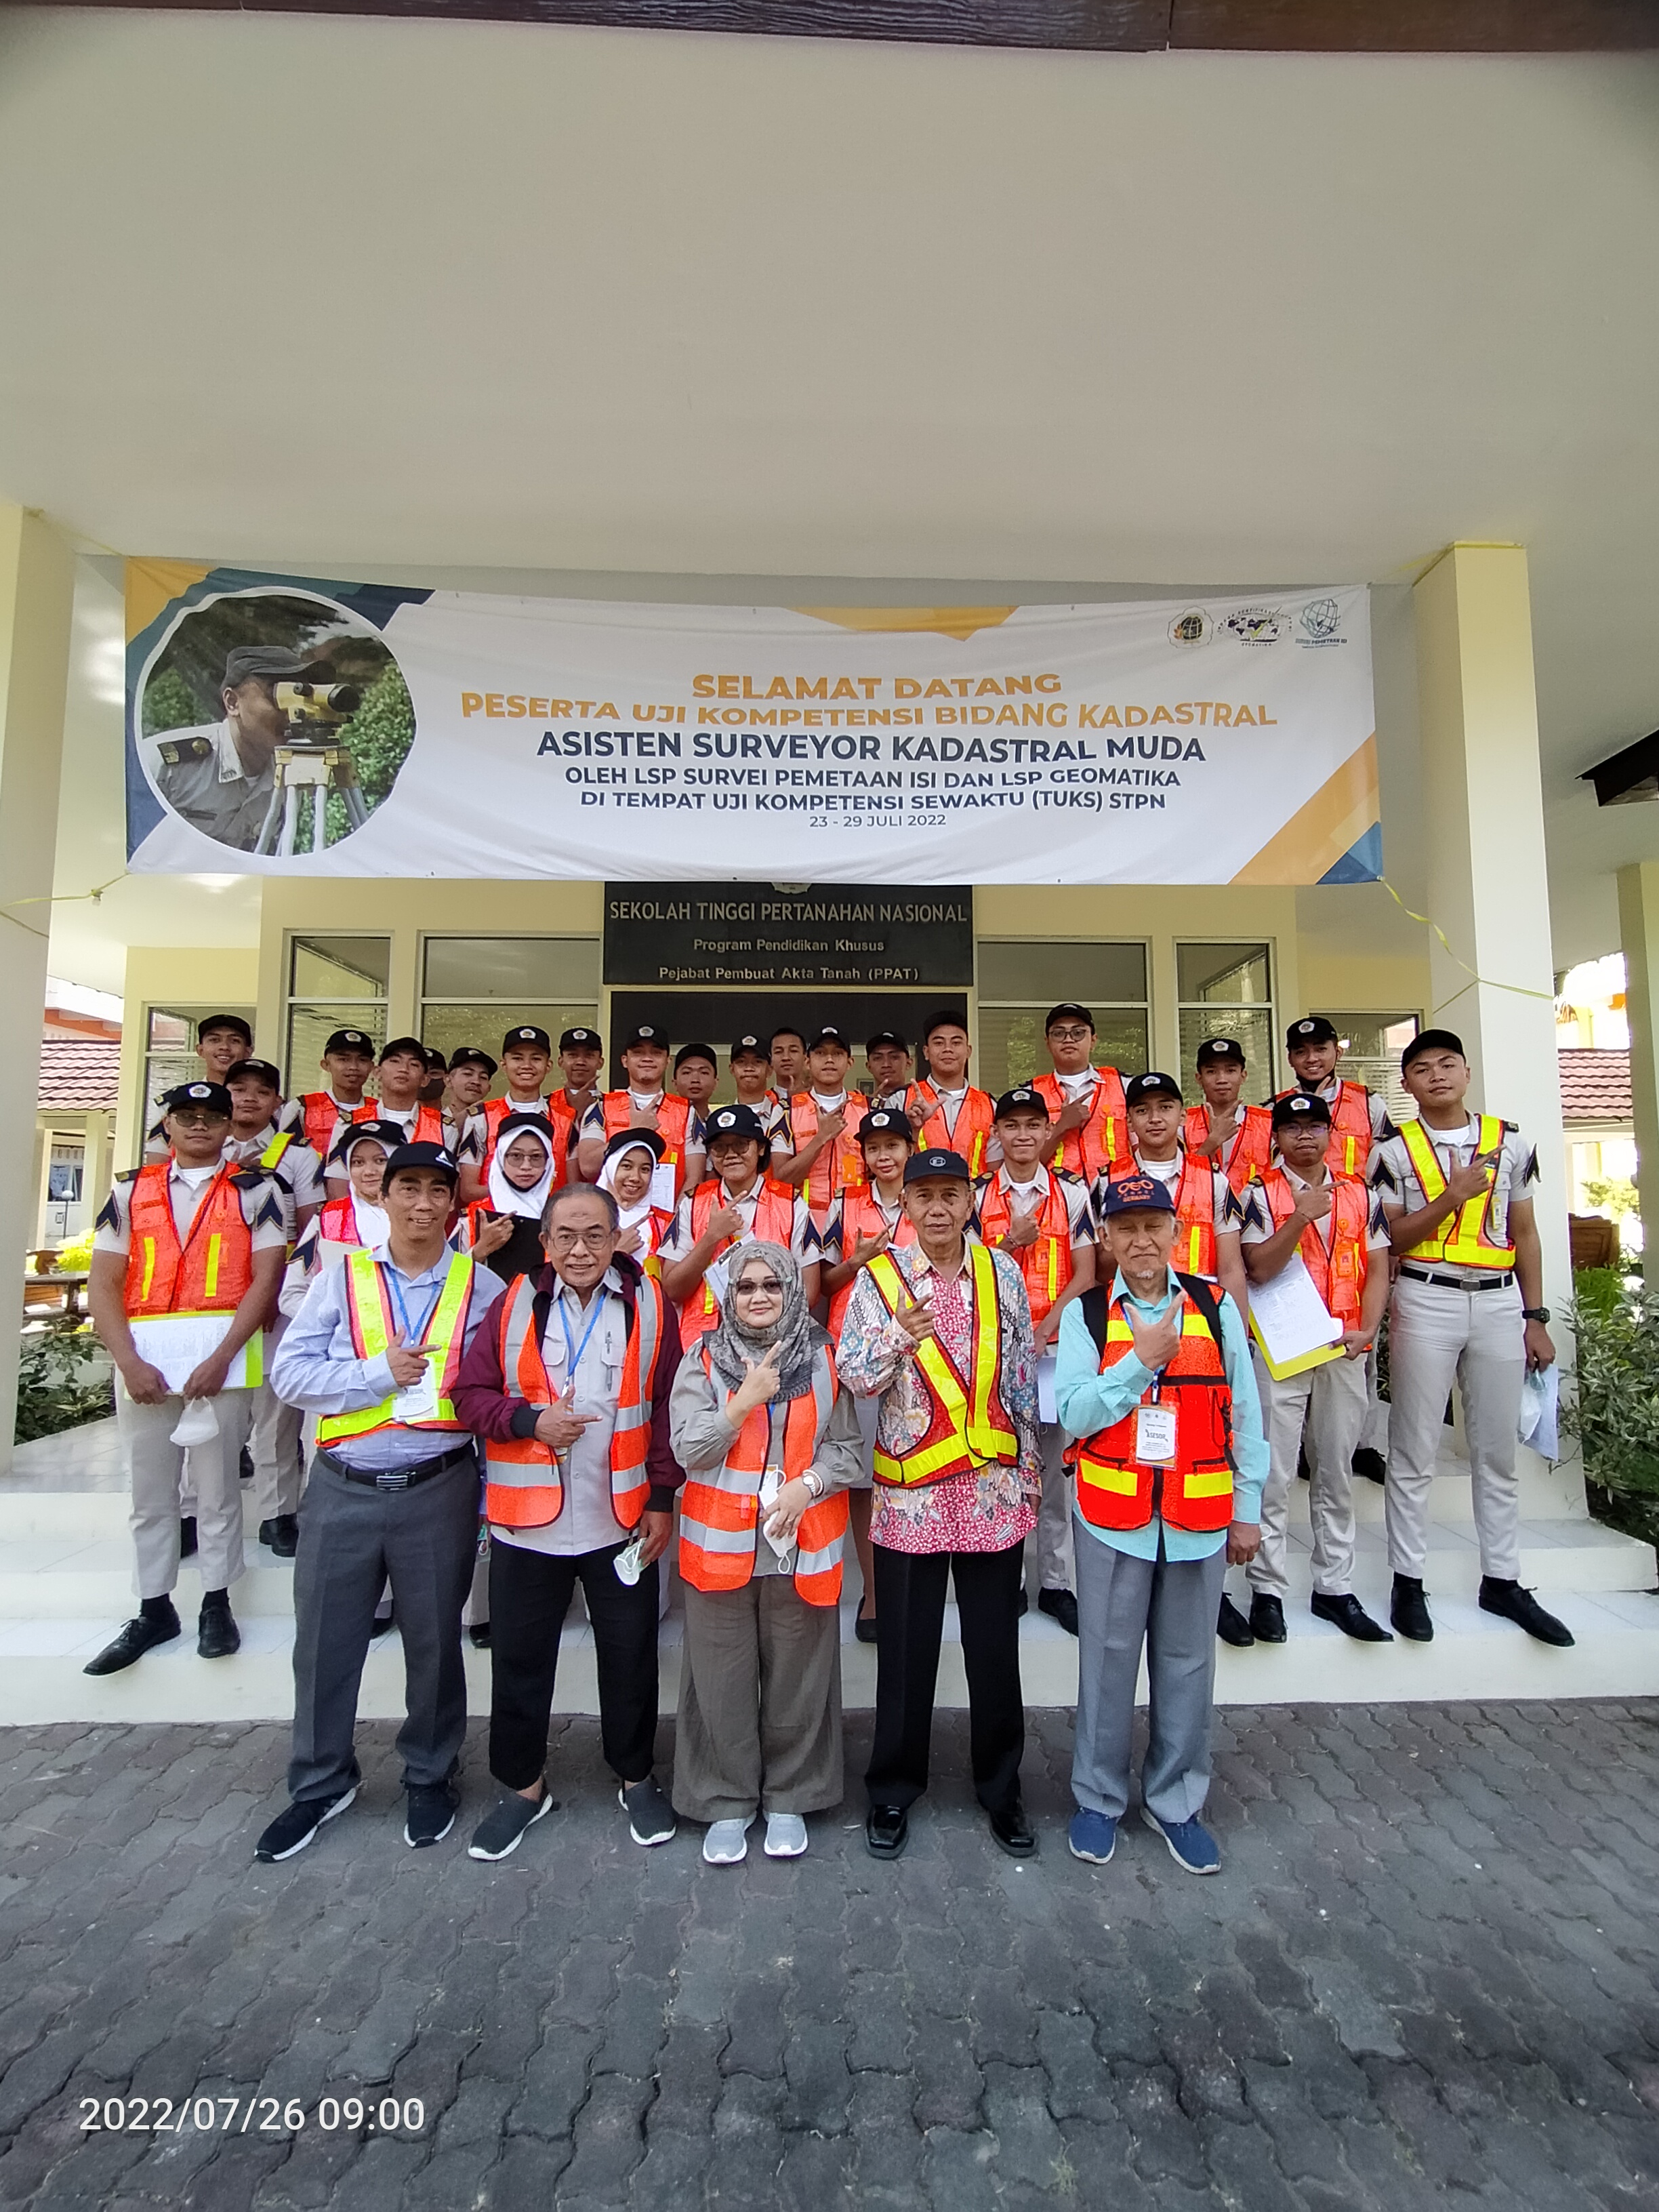 SELAMAT DATANG
PESERTA UJI KOMPETENSI BIDANG KADASTRAL
ASISTEN SURVEYOR KADASTRAL MUDA
OLEH LSP SURVEI PEMETAAN ISI DAN LSP GEOMATIKA
DI TEMPAT UJI KOMPETENSI SEWAKTU (TUKS) STPN
23 - 29 JULI 2022
SEKOLAH TINGGI PERTANAHAN NASIONAL
Program Pendidikan Khusus
Pejabat Pembuat Akta Tanah (PPAT)
ASESOR
2022/07/26 09:00